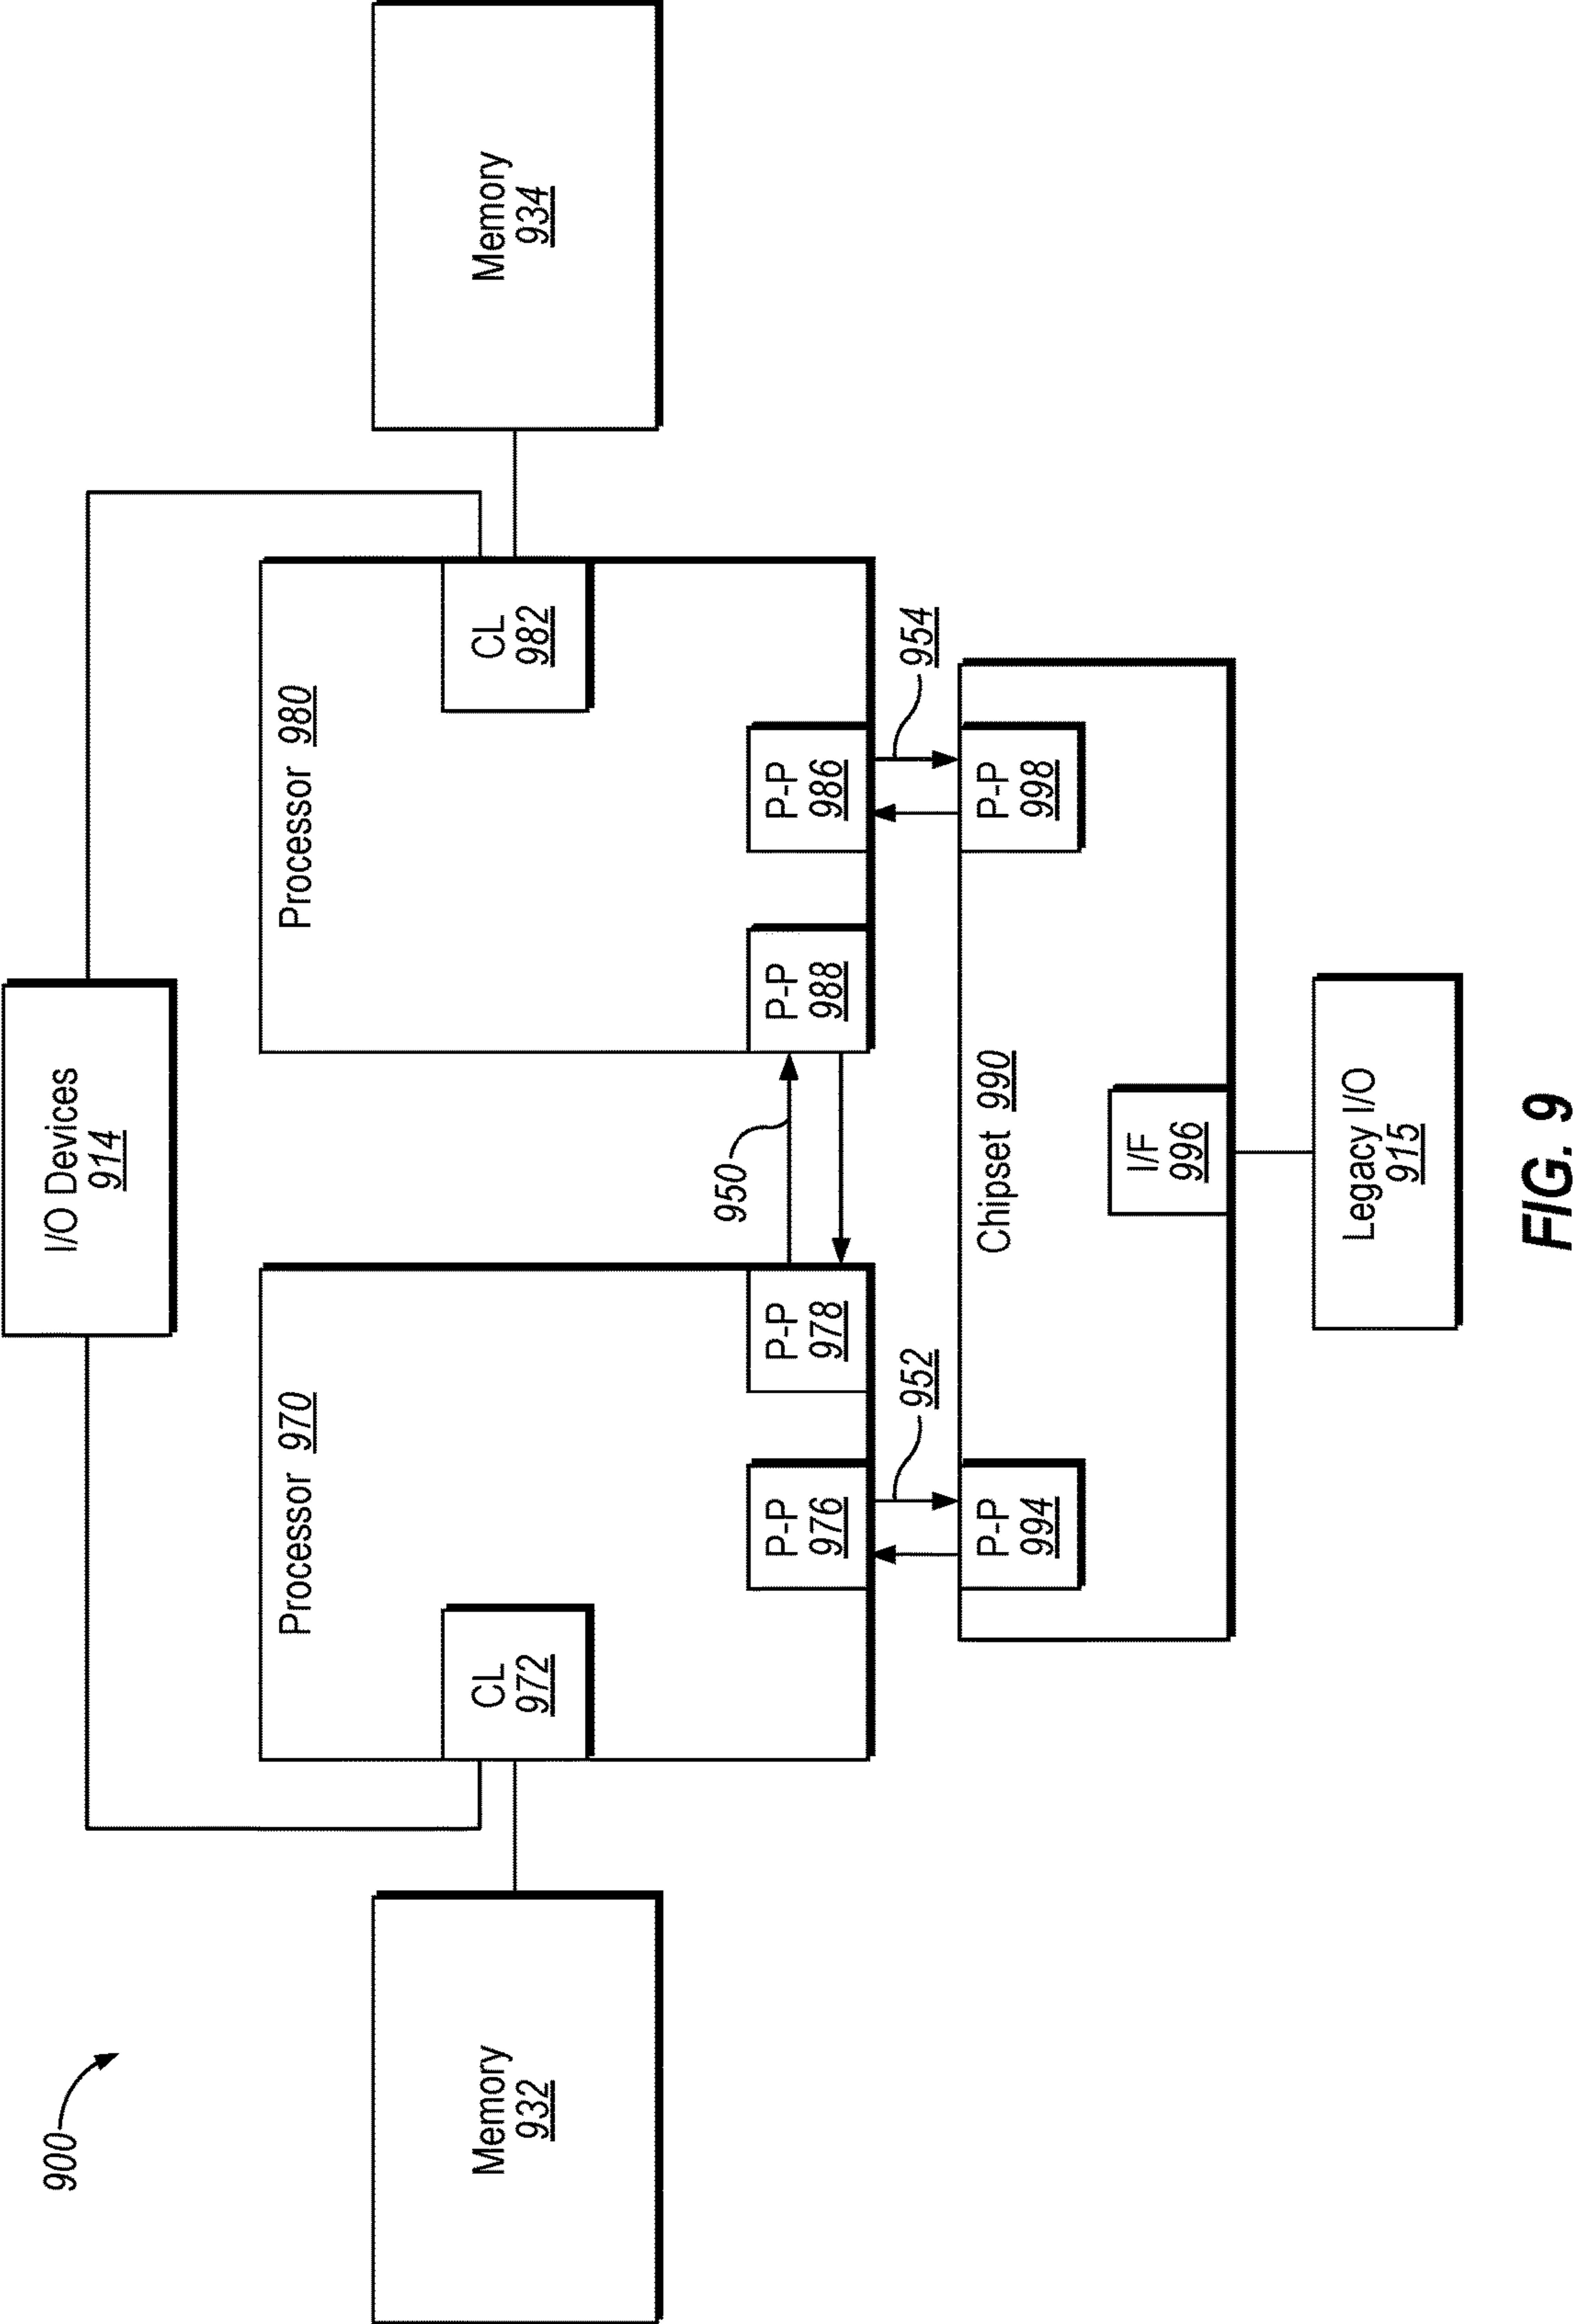 900
I/O Devices
914
Memory
932
Processor 970
CL
972
P-P
976
P-P
978
950
Processor 980
CL
982
P-P
988
P-P
986
Memory
934
952
954
Chipset 990
P-P
994
P-P
998
I/F
996
Legacy I/O
915
FIG. 9